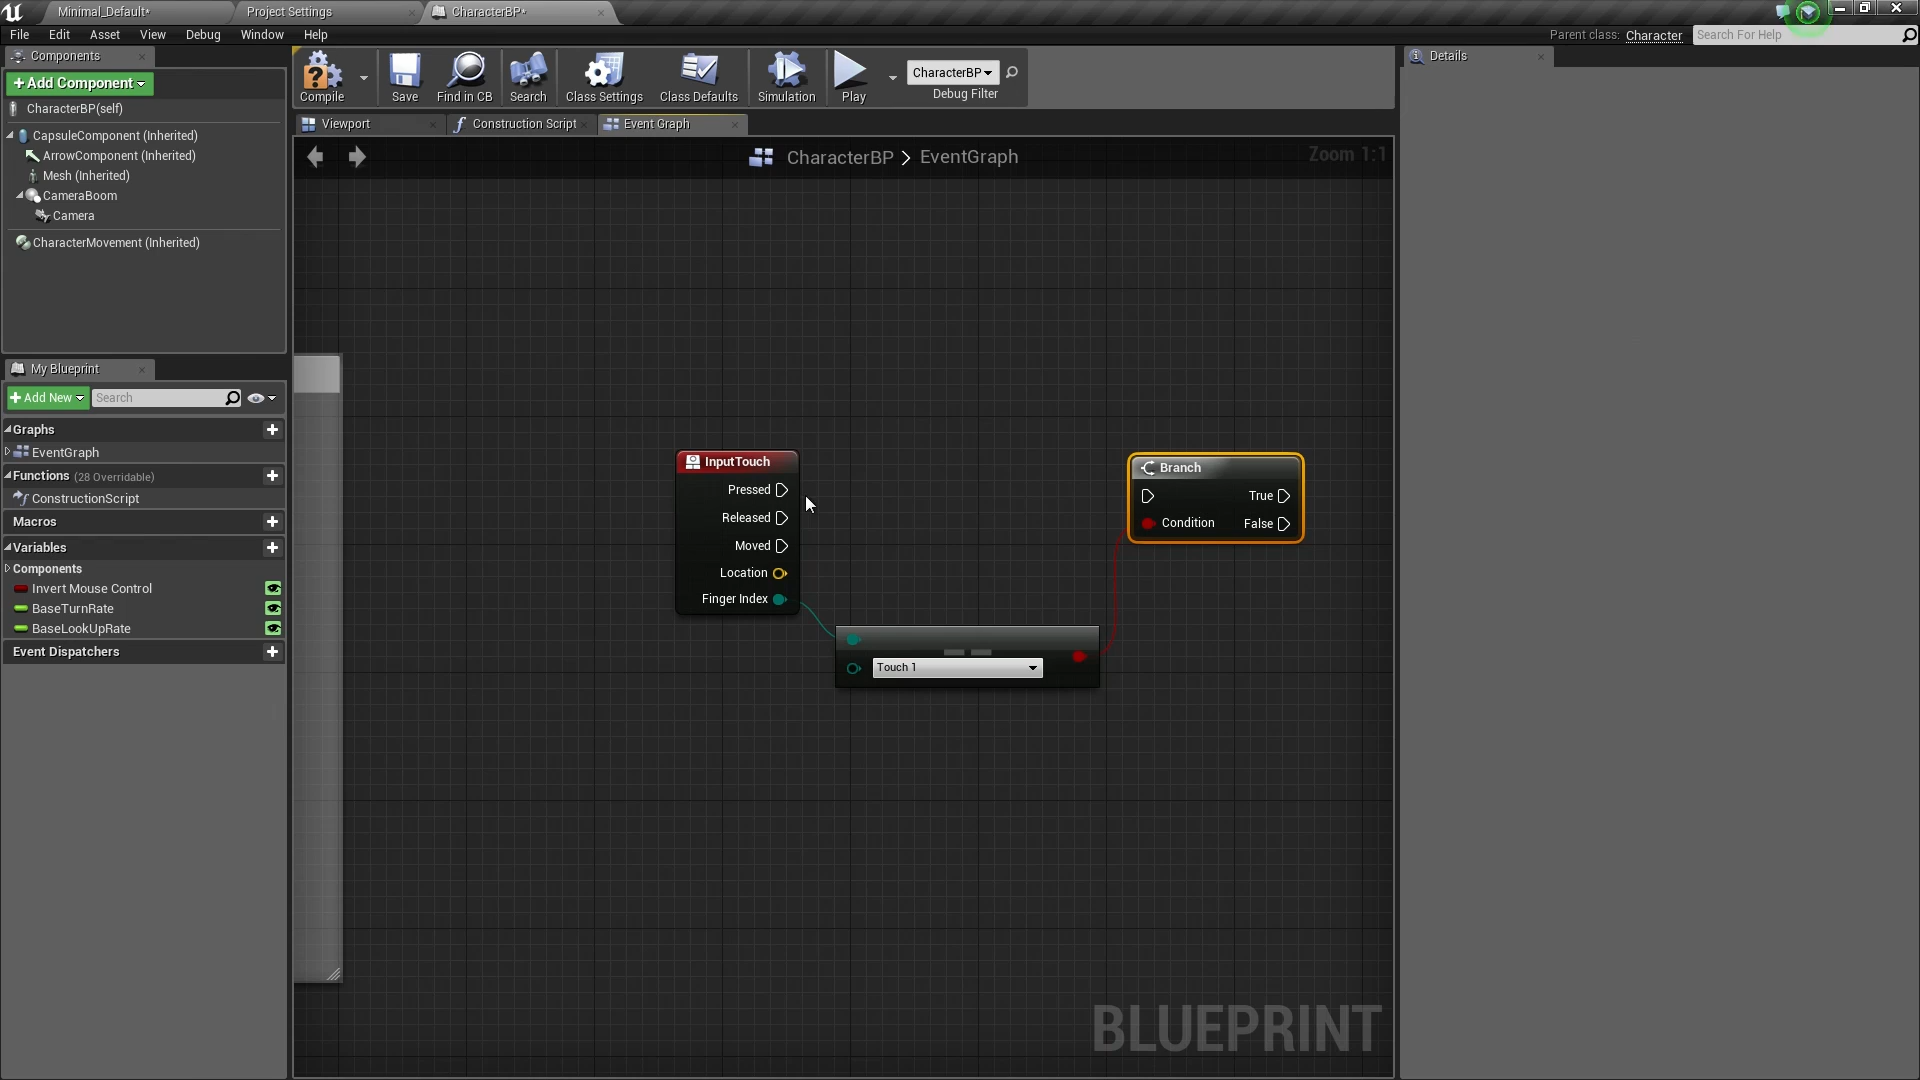 Minimal_Default*
Project Settings
CharacterBP*
File Edit Asset View Debug Window Help
Parent class: Character
Search For Help
Components
+Add Component
CharacterBP(self)
CapsuleComponent (Inherited)
ArrowComponent (Inherited)
Mesh (Inherited)
CameraBoom
Camera
CharacterMovement (Inherited)
Compile
Save
Find in CB
Search
Class Settings
Class Defaults
Simulation
Play
CharacterBP
Debug Filter
Viewport
Construction Script
Event Graph
CharacterBP > EventGraph
Zoom 1:1
Details
My Blueprint
+Add New
Search
Graphs
EventGraph
Functions (28 Overridable)
ConstructionScript
Macros
Variables
Components
Invert Mouse Control
BaseTurnRate
BaseLookUpRate
Event Dispatchers
InputTouch
Pressed
Released
Moved
Location
Finger Index
==
Touch 1
Branch
True
Condition
False
BLUEPRINT